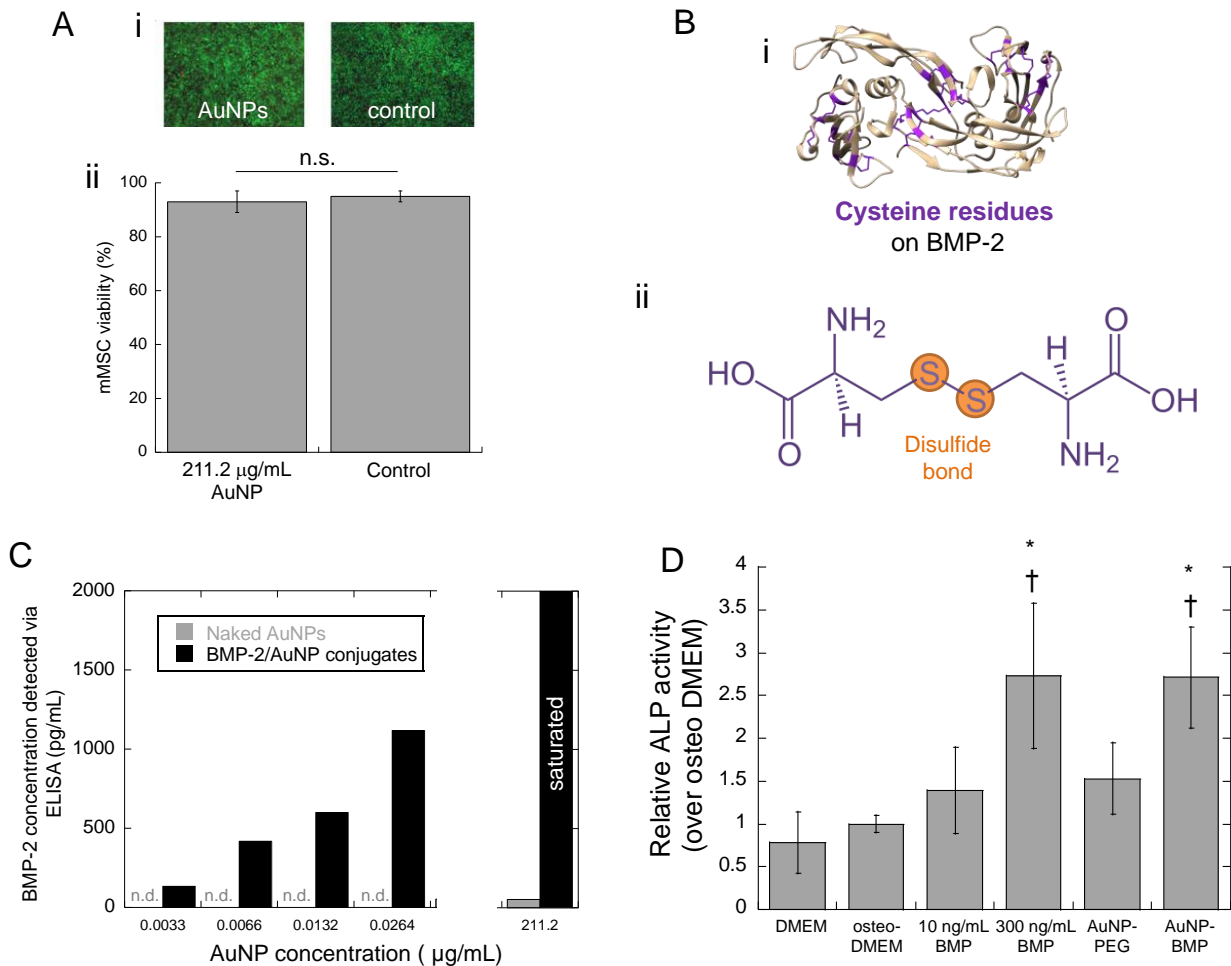 A
i
AuNPs
control
ii
n.s.
100
80
60
40
20
0
mMSC viability (%)
211.2 μg/mL
AuNP
Control
B
i
Cysteine residues
on BMP-2
ii
NH2
HO
O
H
S
S
Disulfide
bond
H
O
OH
NH2
C
2000
1500
1000
500
0
BMP-2 concentration detected via
ELISA (pg/mL)
Naked AuNPs
BMP-2/AuNP conjugates
n.d.
n.d.
n.d.
n.d.
saturated
0.0033
0.0066
0.0132
0.0264
211.2
AuNP concentration ( μg/mL)
D
4
3.5
3
2.5
2
1.5
1
0.5
0
Relative ALP activity
(over osteo DMEM)
*
†
*
†
DMEM
osteo-
DMEM
10 ng/mL
BMP
300 ng/mL
BMP
AuNP-
PEG
AuNP-
BMP